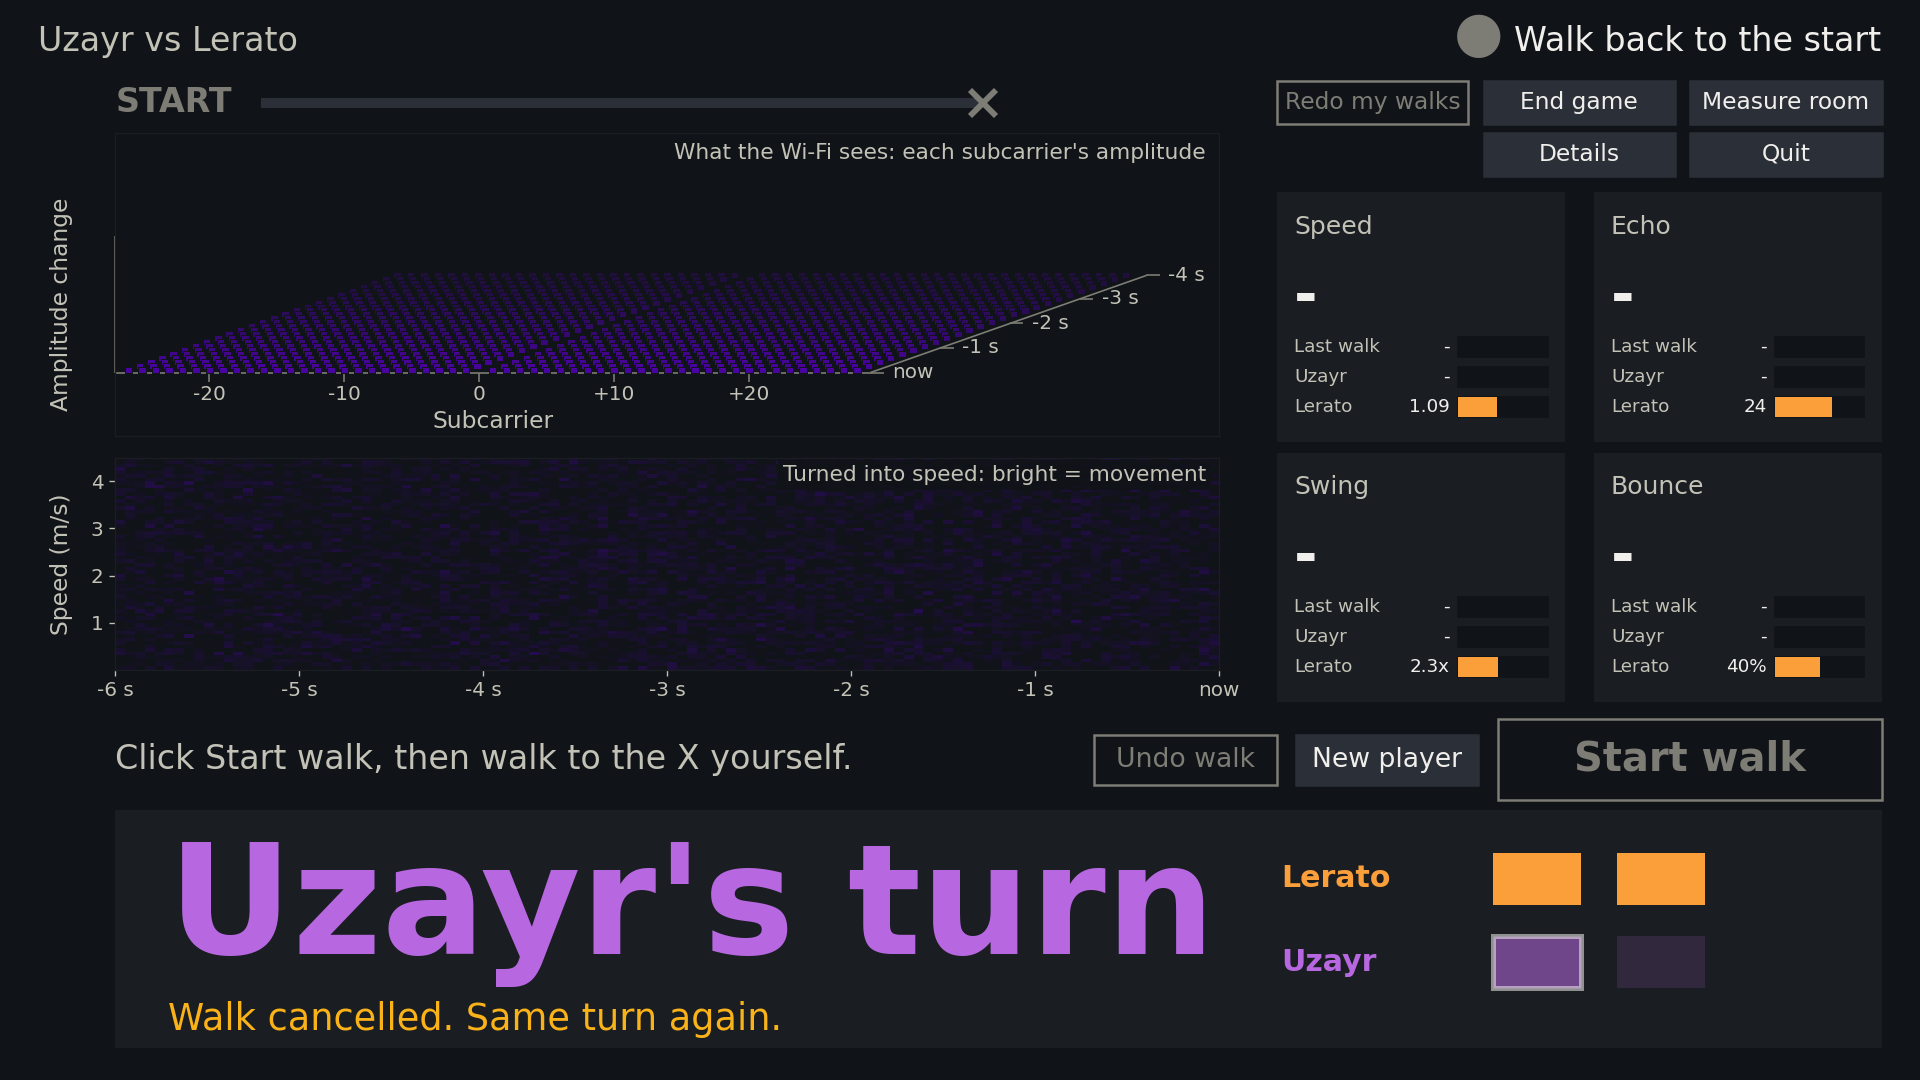 Uzayr vs Lerato
Walk back to the start
START
Redo my walks
End game
Measure room
Details
Quit
What the Wi-Fi sees: each subcarrier's amplitude
Amplitude change
-4 s
-3 s
-2 s
-1 s
now
-20
-10
0
+10
+20
Subcarrier
Turned into speed: bright = movement
Speed (m/s)
4
3
2
1
-6 s
-5 s
-4 s
-3 s
-2 s
-1 s
now
Speed
-
Last walk -
Uzayr -
Lerato 1.09
Echo
-
Last walk -
Uzayr -
Lerato 24
Swing
-
Last walk -
Uzayr -
Lerato 2.3x
Bounce
-
Last walk -
Uzayr -
Lerato 40%
Click Start walk, then walk to the X yourself.
Undo walk
New player
Start walk
Uzayr's turn
Walk cancelled. Same turn again.
Lerato
Uzayr